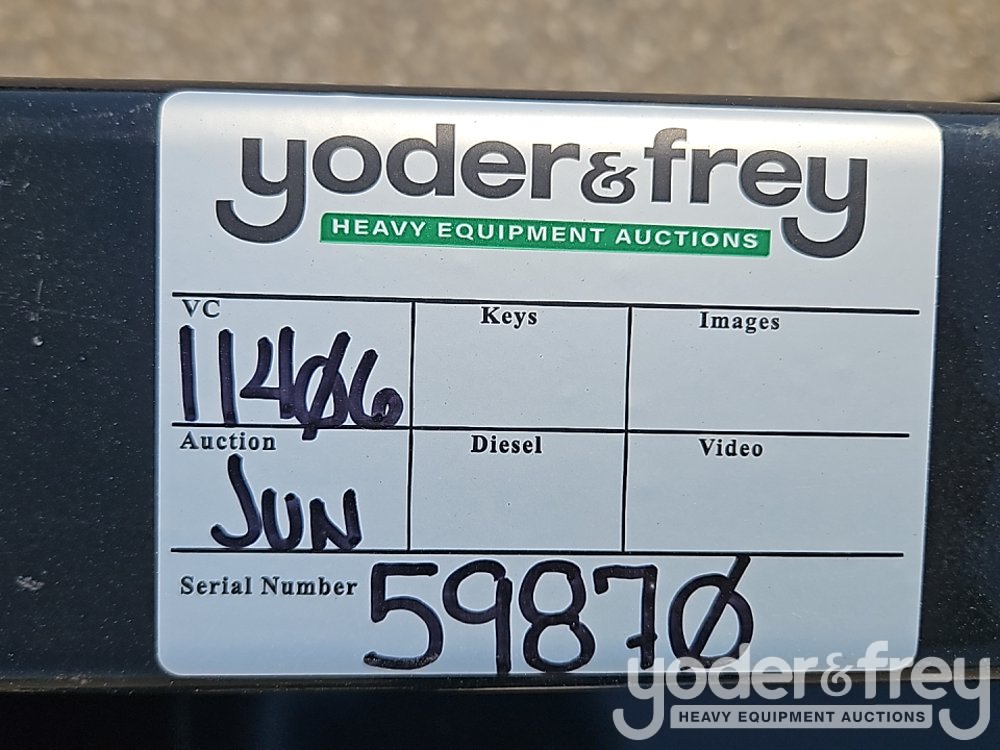 yoder&frey
HEAVY EQUIPMENT AUCTIONS
VC Keys Images
11406
Auction Diesel Video
JUN
Serial Number 59870
yoder&frey
HEAVY EQUIPMENT AUCTIONS